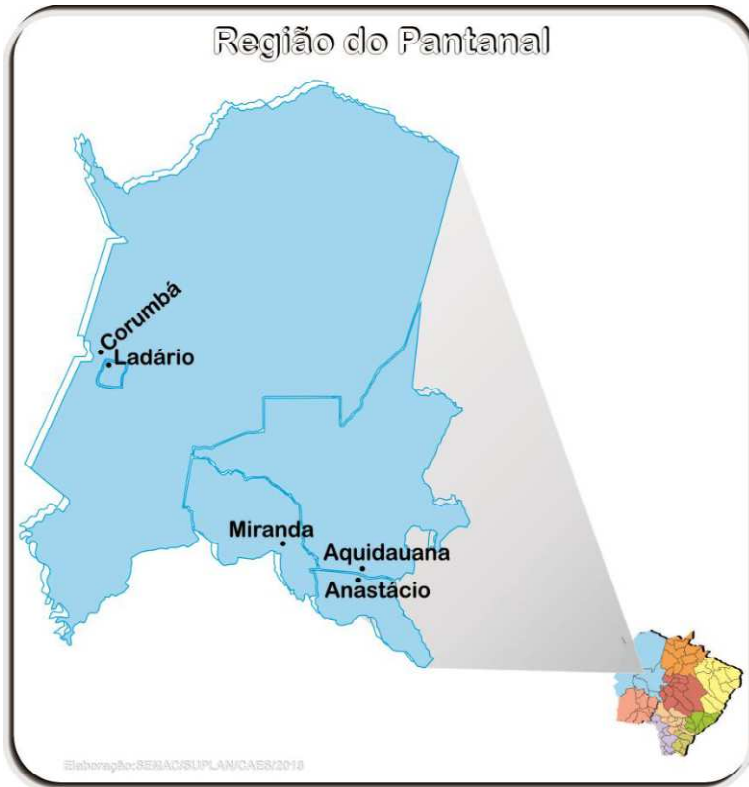 Região do Pantanal
Corumbá
Ladário
Miranda
Aquidauana
Anastácio
Elaboração:SEMAC/SUPLAN/CAES/2013